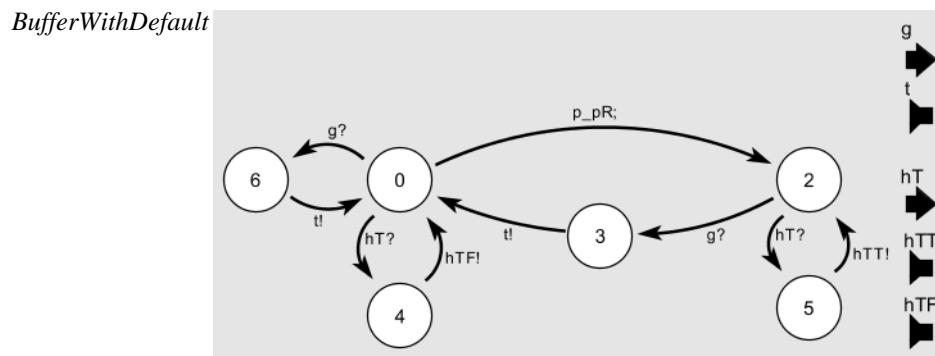 BufferWithDefault
g
t
p_pR;
g?
6
0
2
hT
t!
hT?
t!
3
g?
hT?
hTT
hTF!
hTT!
4
5
hTF